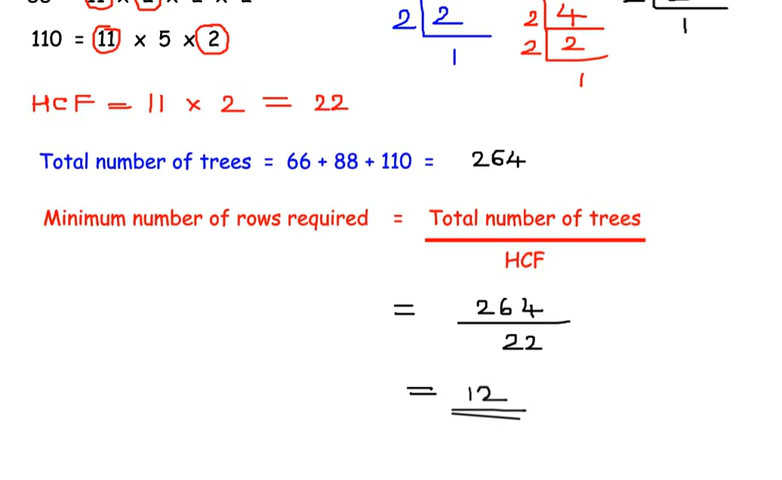 110 = 11 x 5 x 2
2 2
1
2 4
2 2
1
1
HCF = 11 x 2 = 22
Total number of trees = 66 + 88 + 110 = 264
Minimum number of rows required = Total number of trees
HCF
= 264
22
= 12